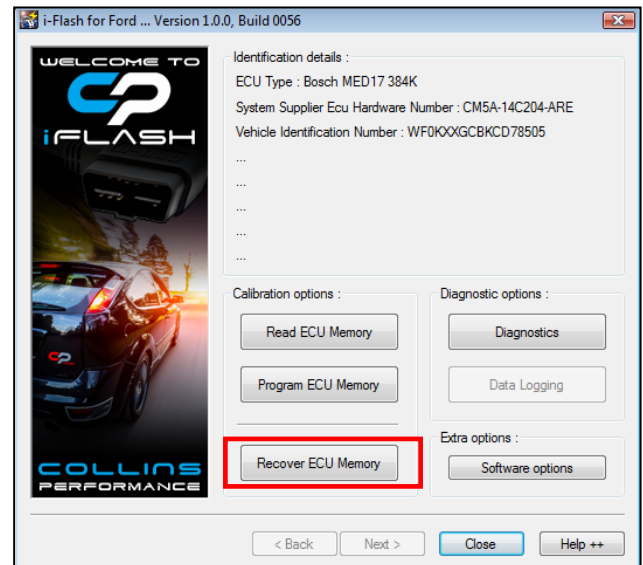 i-Flash for Ford ... Version 1.0.0, Build 0056
WELCOME TO
CP
iFLASH
COLLINS
PERFORMANCE
Identification details :
ECU Type : Bosch MED17 384K
System Supplier Ecu Hardware Number : CM5A-14C204-ARE
Vehicle Identification Number : WF0KXXGCBKCD78505
...
...
...
...
...
Calibration options :
Read ECU Memory
Program ECU Memory
Recover ECU Memory
Diagnostic options :
Diagnostics
Data Logging
Extra options :
Software options
< Back
Next >
Close
Help ++